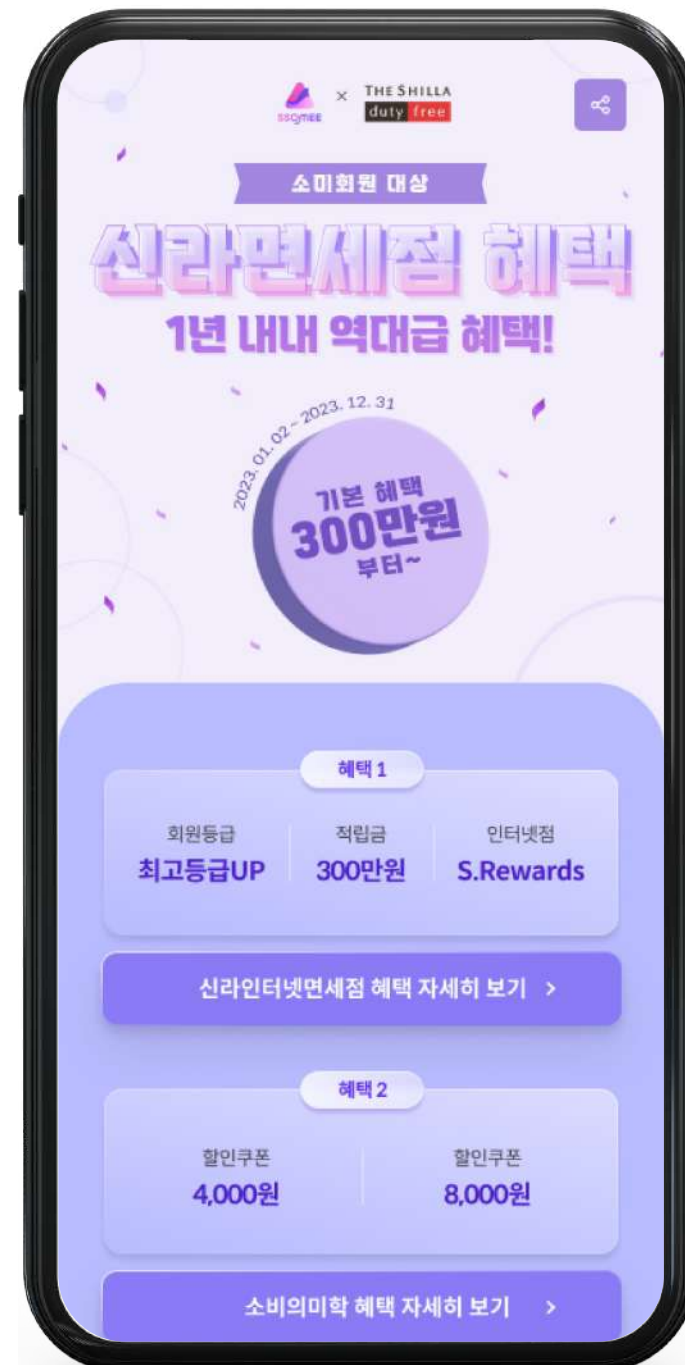 SSOMEE × THE SHILLA
duty free
소미회원 대상
신라면세점 혜택
1년 내내 역대급 혜택!
2023. 01. 02 ~ 2023. 12. 31
기본 혜택
300만원
부터~
혜택 1
회원등급 적립금 인터넷점
최고등급UP 300만원 S.Rewards
신라인터넷면세점 혜택 자세히 보기 >
혜택 2
할인쿠폰 할인쿠폰
4,000원 8,000원
소비의미학 혜택 자세히 보기 >